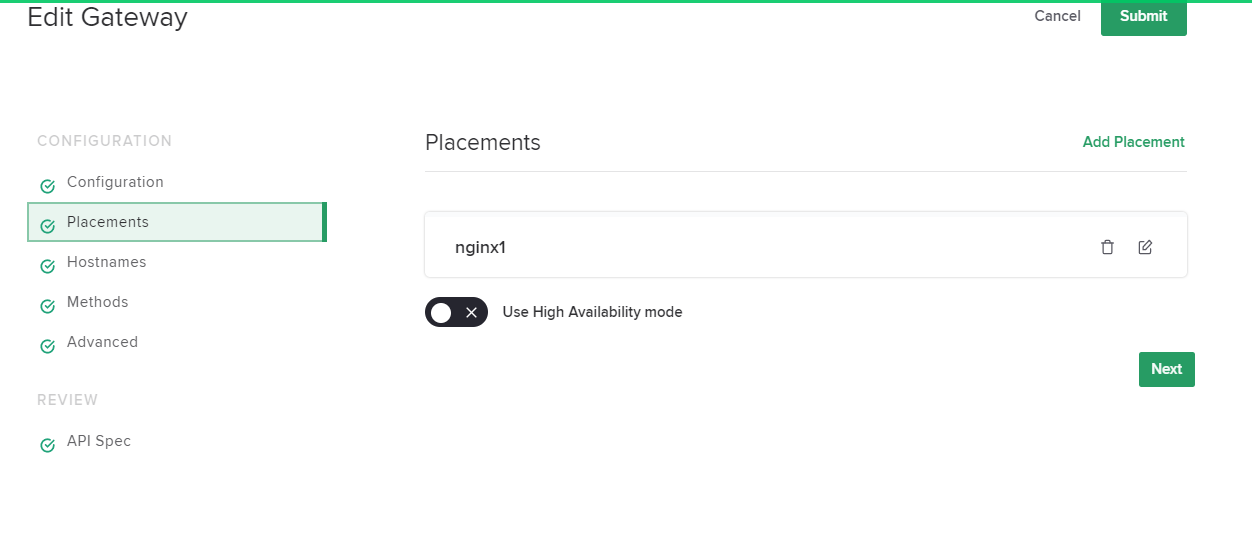 Edit Gateway
Cancel
Submit
CONFIGURATION
Configuration
Placements
Hostnames
Methods
Advanced
REVIEW
API Spec
Placements
Add Placement
nginx1
Use High Availability mode
Next